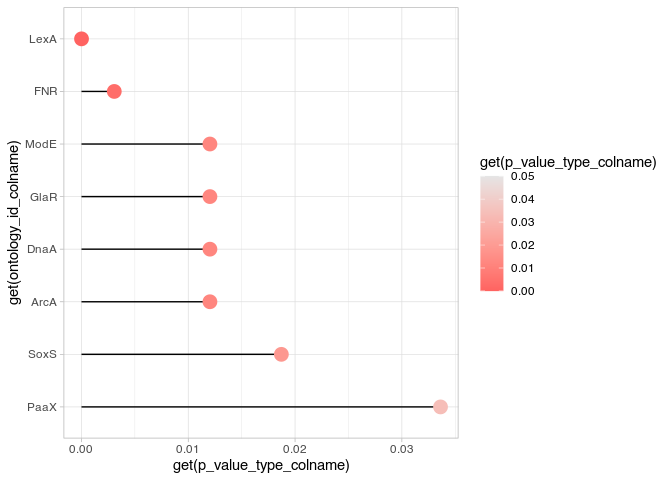 LexA
FNR
ModE
GlaR
DnaA
ArcA
SoxS
PaaX
get(ontology_id_colname)
0.00 0.01 0.02 0.03
get(p_value_type_colname)
get(p_value_type_colname)
0.05
0.04
0.03
0.02
0.01
0.00